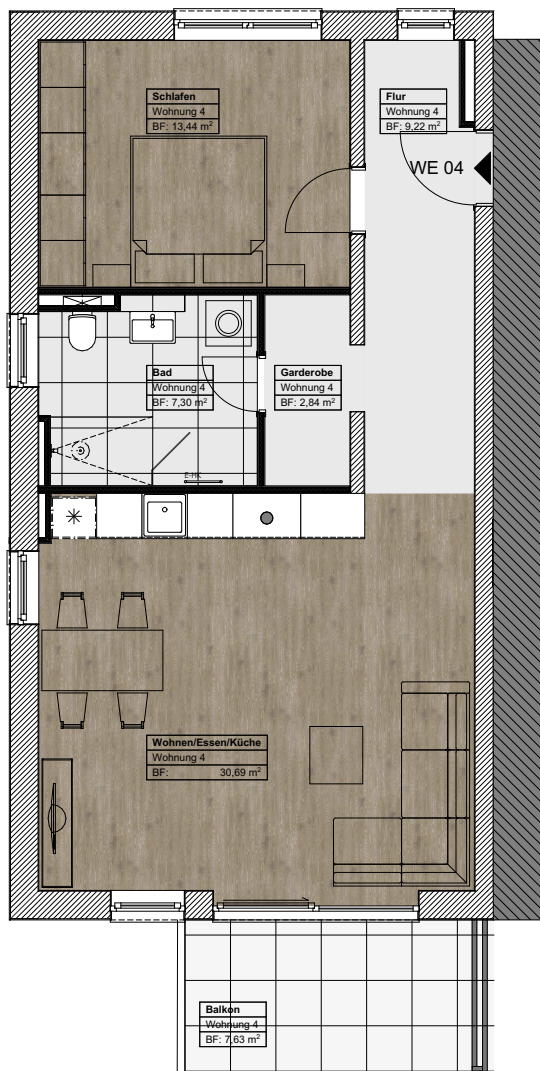 Schlafen
Wohnung 4
BF: 13,44 m²
Flur
Wohnung 4
BF: 9,22 m²
WE 04
Bad
Wohnung 4
BF: 7,30 m²
Garderobe
Wohnung 4
BF: 2,84 m²
E-HK
Wohnen/Essen/Küche
Wohnung 4
BF: 30,69 m²
Balkon
Wohnung 4
BF: 7,63 m²